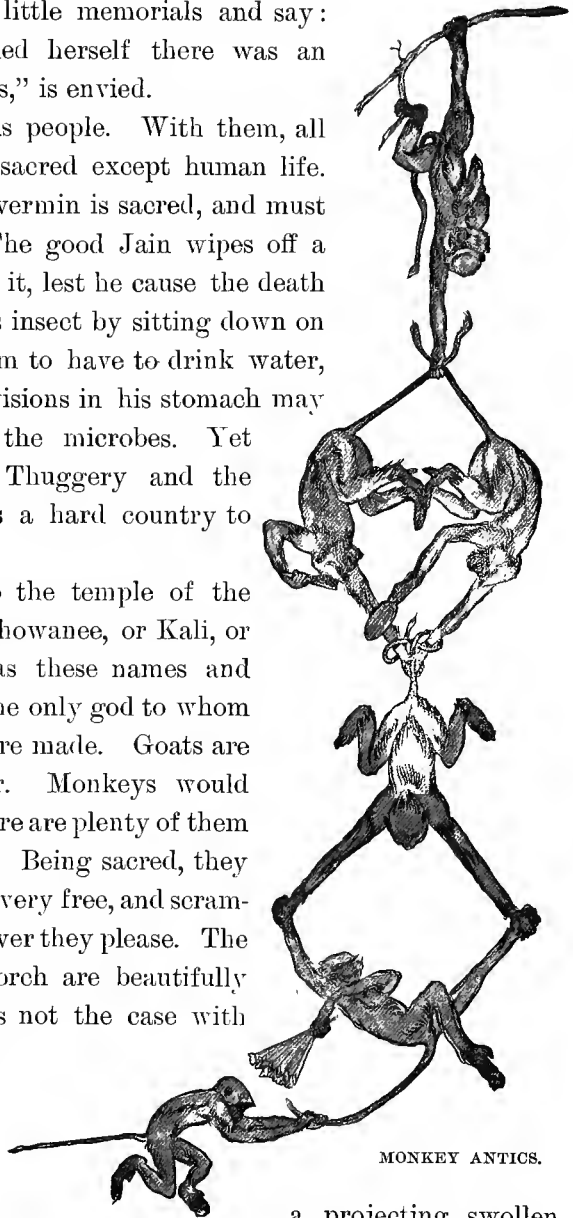 little memorials and say:
ed herself there was an
s,” is envied.
s people. With them, all
sacred except human life.
vermin is sacred, and must
he good Jain wipes off a
it, lest he cause the death
s insect by sitting down on
m to have to drink water,
visions in his stomach may
the microbes. Yet
Thuggery and the
s a hard country to
the temple of the
howanee, or Kali, or
as these names and
he only god to whom
re made. Goats are
r. Monkeys would
re are plenty of them
Being sacred, they
very free, and scram-
ver they please. The
orch are beautifully
s not the case with
MONKEY ANTICS.
a projecting swollen